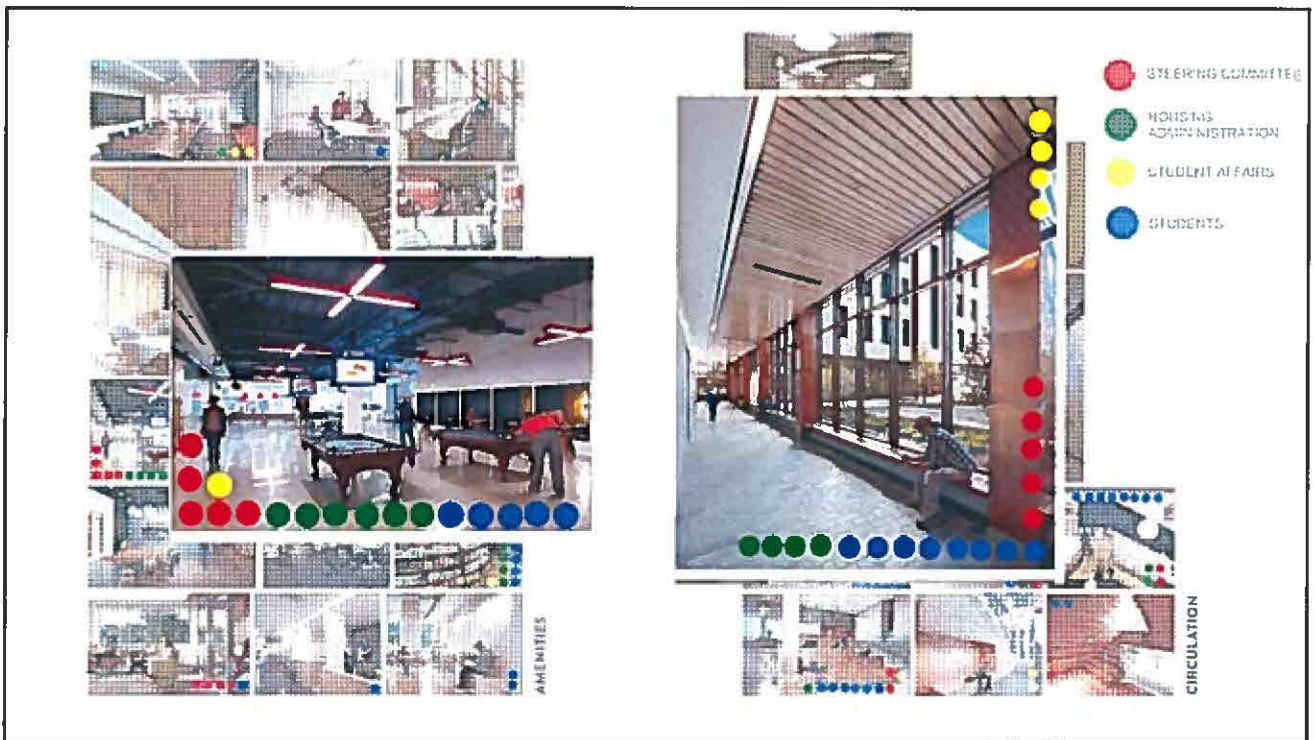 STEERING COMMITTEE
HOUSING
ADMINISTRATION
STUDENT AFFAIRS
STUDENTS
AMENITIES
CIRCULATION